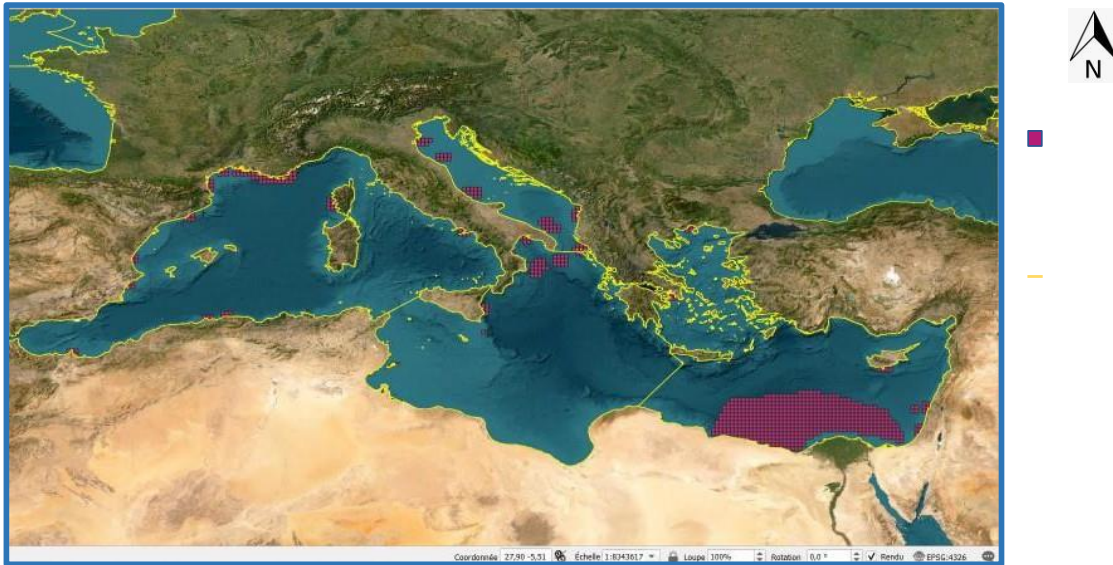 N
Coordonnée 27,90 -5,51 Échelle 1:8343617 Loupe 100% Rotation 0,0 ° Rendu EPSG:4326